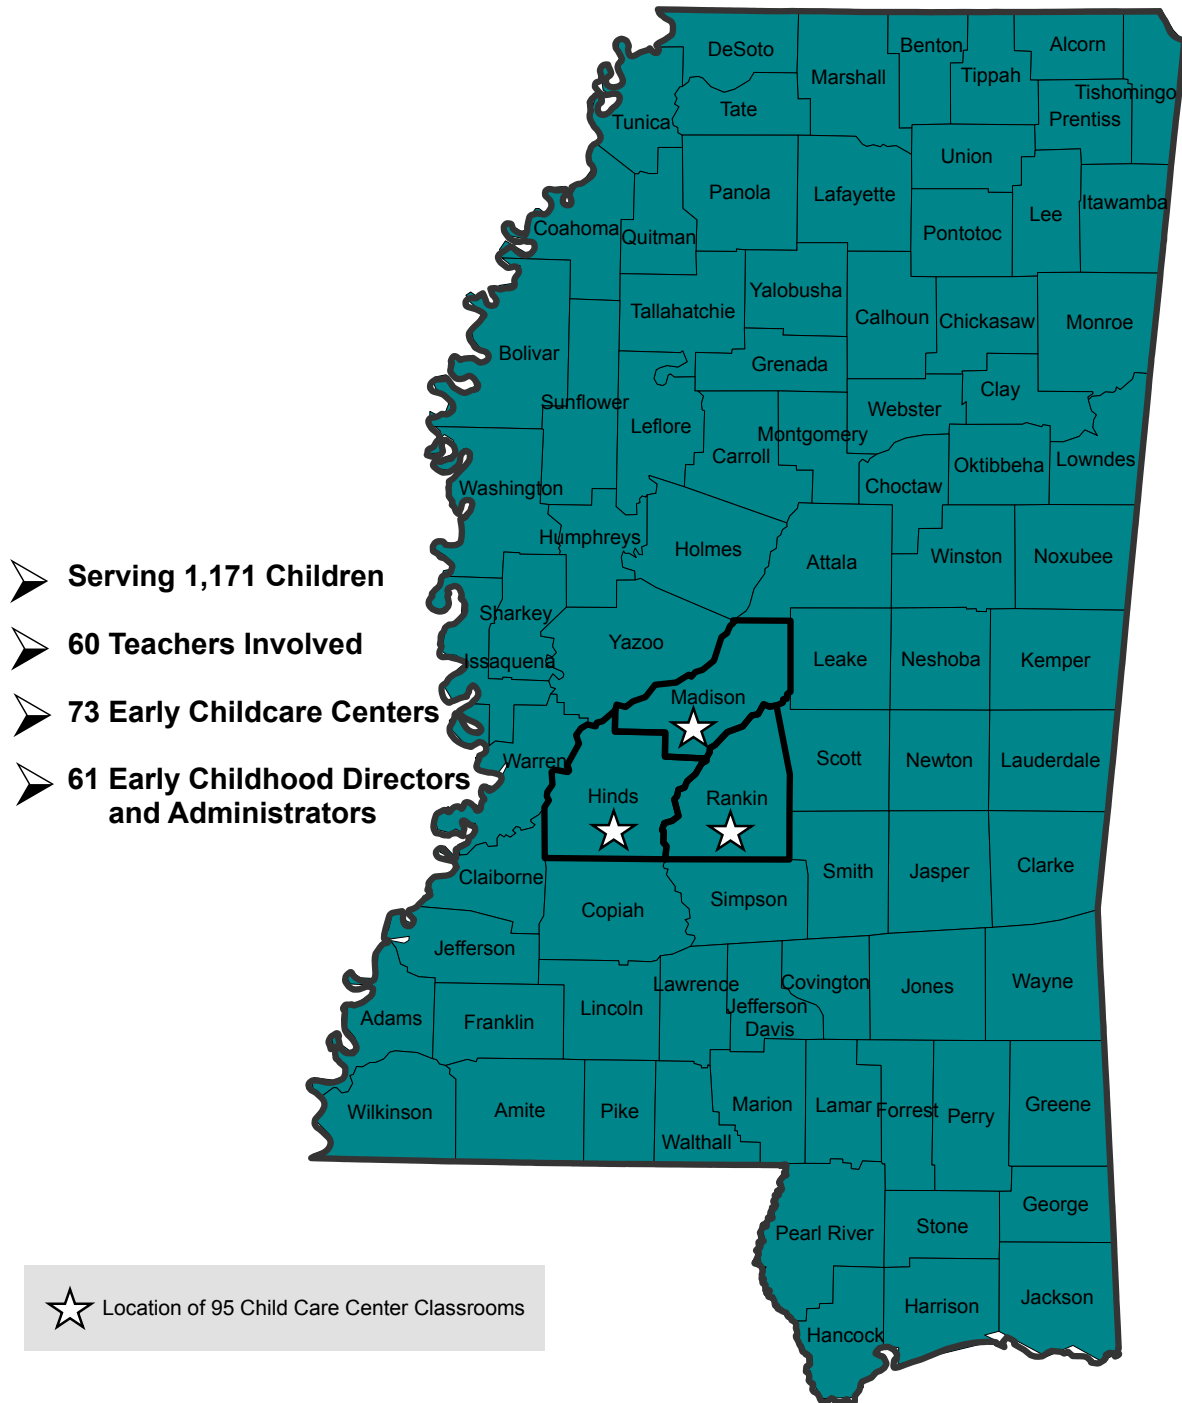 DeSoto
Benton
Alcorn
Marshall
Tippah
Tishomingo
Tate
Prentiss
Tunica
Union
Panola
Lafayette
Itawamba
Lee
Coahoma
Quitman
Pontotoc
Yalobusha
Tallahatchie
Calhoun
Chickasaw
Monroe
Bolivar
Grenada
Clay
Sunflower
Webster
Leflore
Montgomery
Carroll
Oktibbeha
Lowndes
Washington
Choctaw
Humphreys
Holmes
Attala
Winston
Noxubee
Serving 1,171 Children
Sharkey
60 Teachers Involved
Yazoo
Issaquena
Leake
Neshoba
Kemper
Madison
73 Early Childcare Centers
Warren
Scott
Newton
Lauderdale
61 Early Childhood Directors
and Administrators
Hinds
Rankin
Claiborne
Smith
Jasper
Clarke
Copiah
Simpson
Jefferson
Lawrence
Covington
Jones
Wayne
Adams
Franklin
Lincoln
Jefferson
Davis
Wilkinson
Amite
Pike
Marion
Lamar
Forrest
Perry
Greene
Walthall
George
Pearl River
Stone
Location of 95 Child Care Center Classrooms
Harrison
Jackson
Hancock